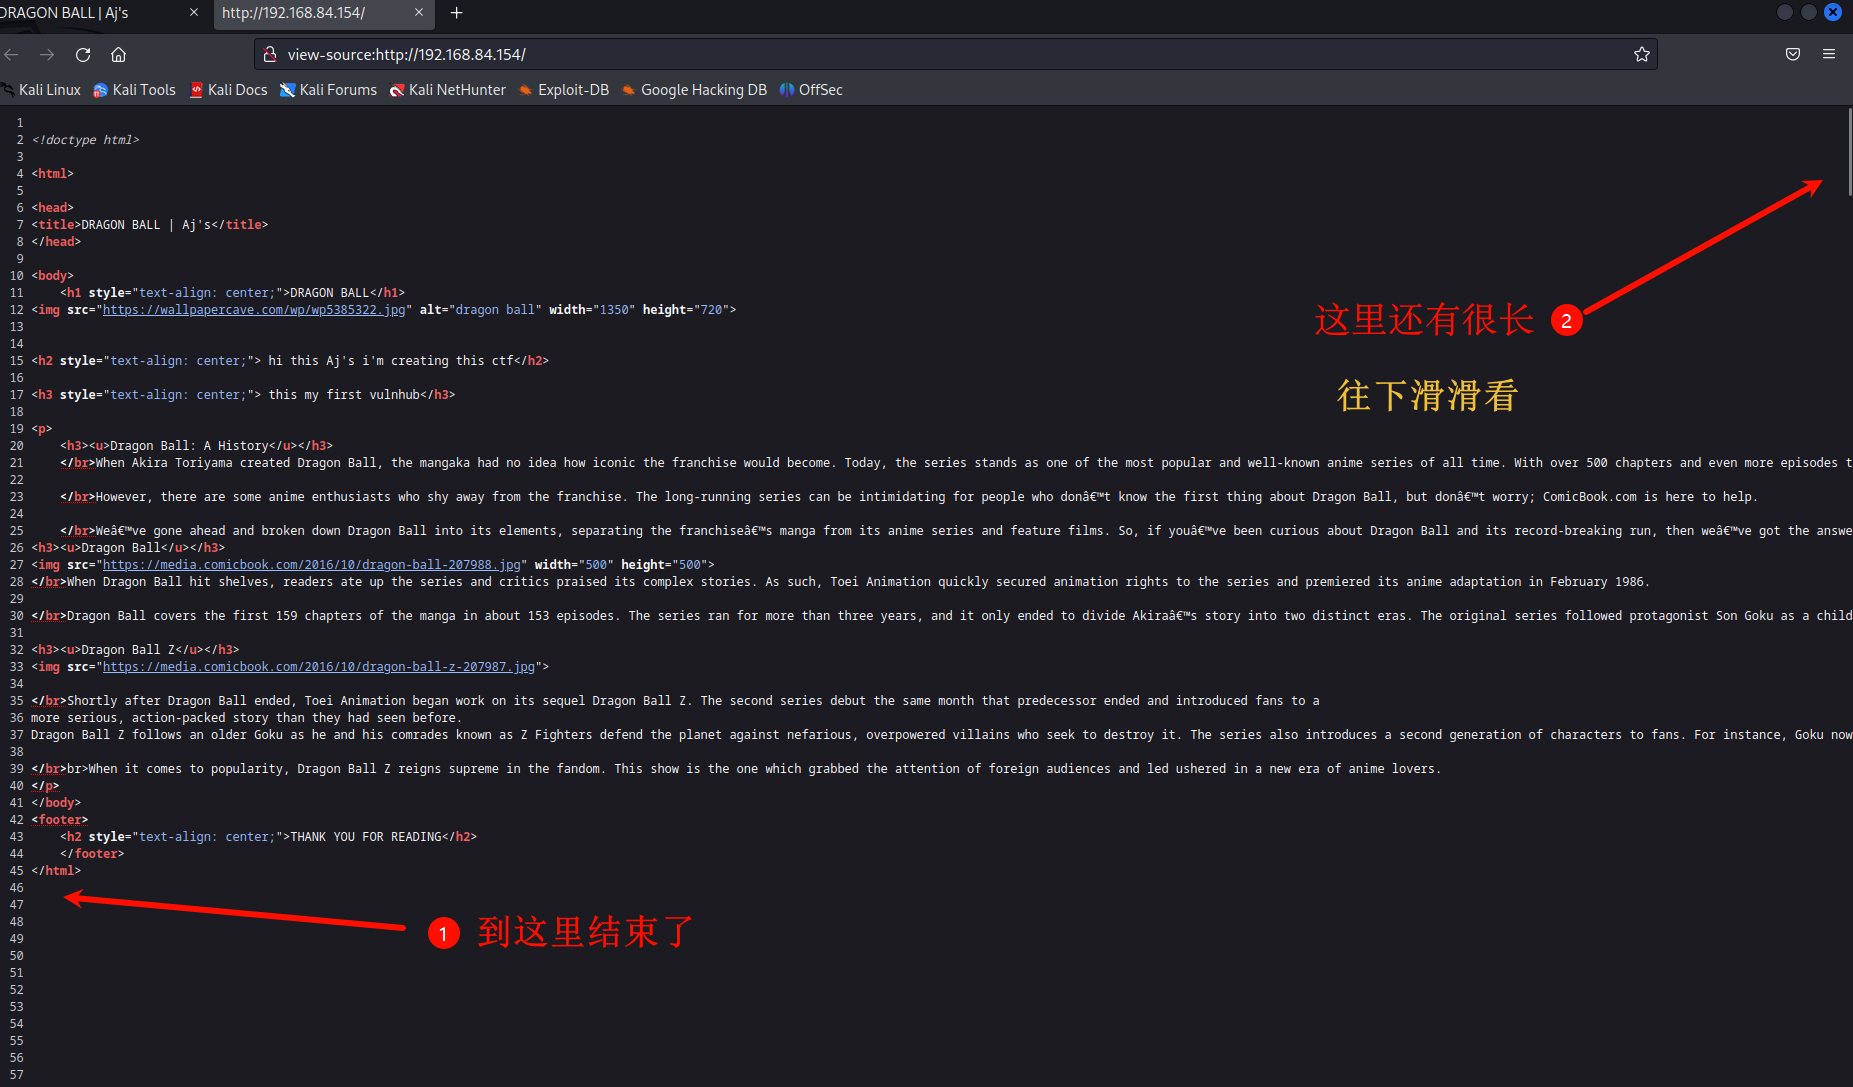 DRAGON BALL | Aj's
http://192.168.84.154/
view-source:http://192.168.84.154/
Kali Linux Kali Tools Kali Docs Kali Forums Kali NetHunter Exploit-DB Google Hacking DB OffSec
1
2 <!doctype html>
3
4 <html>
5
6 <head>
7 <title>DRAGON BALL | Aj's</title>
8 </head>
9
10 <body>
11 <h1 style="text-align: center;">DRAGON BALL</h1>
12 <img src="https://wallpapercave.com/wp/wp5385322.jpg" alt="dragon ball" width="1350" height="720">
13
14
15 <h2 style="text-align: center;"> hi this Aj's i'm creating this ctf</h2>
16
17 <h3 style="text-align: center;"> this my first vulnhub</h3>
18
19 <p>
20 <h3><u>Dragon Ball: A History</u></h3>
21 </br>When Akira Toriyama created Dragon Ball, the mangaka had no idea how iconic the franchise would become. Today, the series stands as one of the most popular and well-known anime series of all time. With over 500 chapters and even more episodes t
22
23 </br>However, there are some anime enthusiasts who shy away from the franchise. The long-running series can be intimidating for people who donâ€™t know the first thing about Dragon Ball, but donâ€™t worry; ComicBook.com is here to help.
24
25 </br>Weâ€™ve gone ahead and broken down Dragon Ball into its elements, separating the franchiseâ€™s manga from its anime series and feature films. So, if youâ€™ve been curious about Dragon Ball and its record-breaking run, then weâ€™ve got the answe
26 <h3><u>Dragon Ball</u></h3>
27 <img src="https://media.comicbook.com/2016/10/dragon-ball-207988.jpg" width="500" height="500">
28 </br>When Dragon Ball hit shelves, readers ate up the series and critics praised its complex stories. As such, Toei Animation quickly secured animation rights to the series and premiered its anime adaptation in February 1986.
29
30 </br>Dragon Ball covers the first 159 chapters of the manga in about 153 episodes. The series ran for more than three years, and it only ended to divide Akiraâ€™s story into two distinct eras. The original series followed protagonist Son Goku as a child
31
32 <h3><u>Dragon Ball Z</u></h3>
33 <img src="https://media.comicbook.com/2016/10/dragon-ball-z-207987.jpg">
34
35 </br>Shortly after Dragon Ball ended, Toei Animation began work on its sequel Dragon Ball Z. The second series debut the same month that predecessor ended and introduced fans to a
36 more serious, action-packed story than they had seen before.
37 Dragon Ball Z follows an older Goku as he and his comrades known as Z Fighters defend the planet against nefarious, overpowered villains who seek to destroy it. The series also introduces a second generation of characters to fans. For instance, Goku now
38
39 </br>br>When it comes to popularity, Dragon Ball Z reigns supreme in the fandom. This show is the one which grabbed the attention of foreign audiences and led ushered in a new era of anime lovers.
40 </p>
41 </body>
42 <footer>
43 <h2 style="text-align: center;">THANK YOU FOR READING</h2>
44 </footer>
45 </html>
46
47
48
49
50
51
52
53
54
55
56
57
这里还有很长 2
往下滑滑看
1 到这里结束了